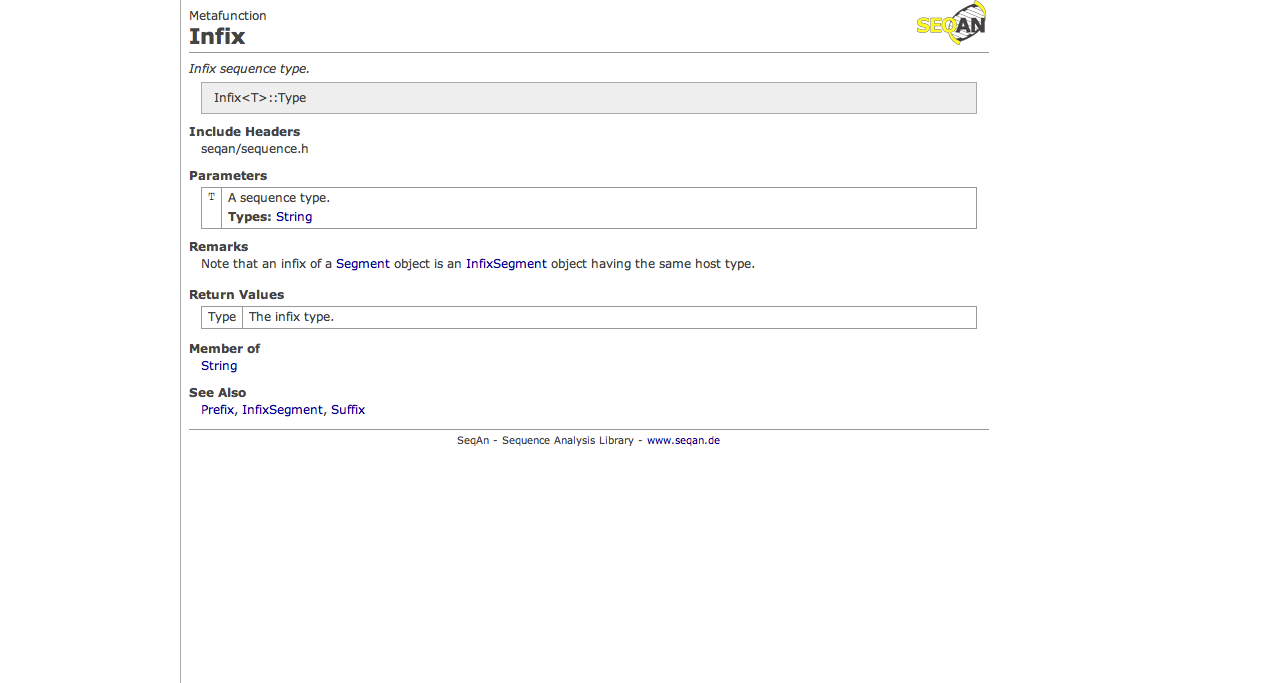 Metafunction
SEQAN
Infix
Infix sequence type.
Infix<T>::Type
Include Headers
seqan/sequence.h
Parameters
T A sequence type.
Types: String
Remarks
Note that an infix of a Segment object is an InfixSegment object having the same host type.
Return Values
Type The infix type.
Member of
String
See Also
Prefix, InfixSegment, Suffix
SeqAn - Sequence Analysis Library - www.seqan.de